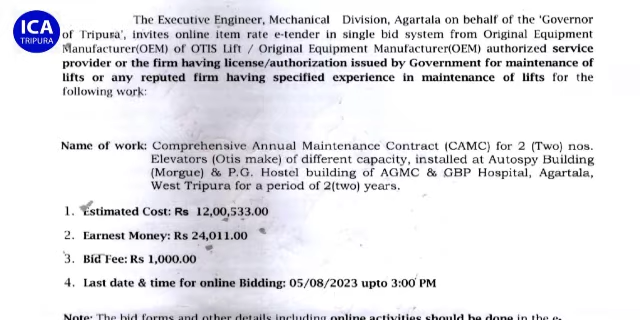 ICA
TRIPURA
The Executive Engineer, Mechanical Division, Agartala on behalf of the 'Governor
of Tripura', invites online item rate e-tender in single bid system from Original Equipment
Manufacturer(OEM) of OTIS Lift / Original Equipment Manufacturer(OEM) authorized service
provider or the firm having license/authorization issued by Government for maintenance of
lifts or any reputed firm having specified experience in maintenance of lifts for the
following work:
Name of work: Comprehensive Annual Maintenance Contract (CAMC) for 2 (Two) nos.
Elevators (Otis make) of different capacity, installed at Autospy Building
(Morgue) & P.G. Hostel building of AGMC & GBP Hospital, Agartala,
West Tripura for a period of 2(two) years.
1. Estimated Cost: Rs 12,00,533.00
2. Earnest Money: Rs 24,011.00
3. Bid Fee: Rs 1,000.00
4. Last date & time for online Bidding: 05/08/2023 upto 3:00 PM
Note: The bid forms and other details including online activities should be done in the e-